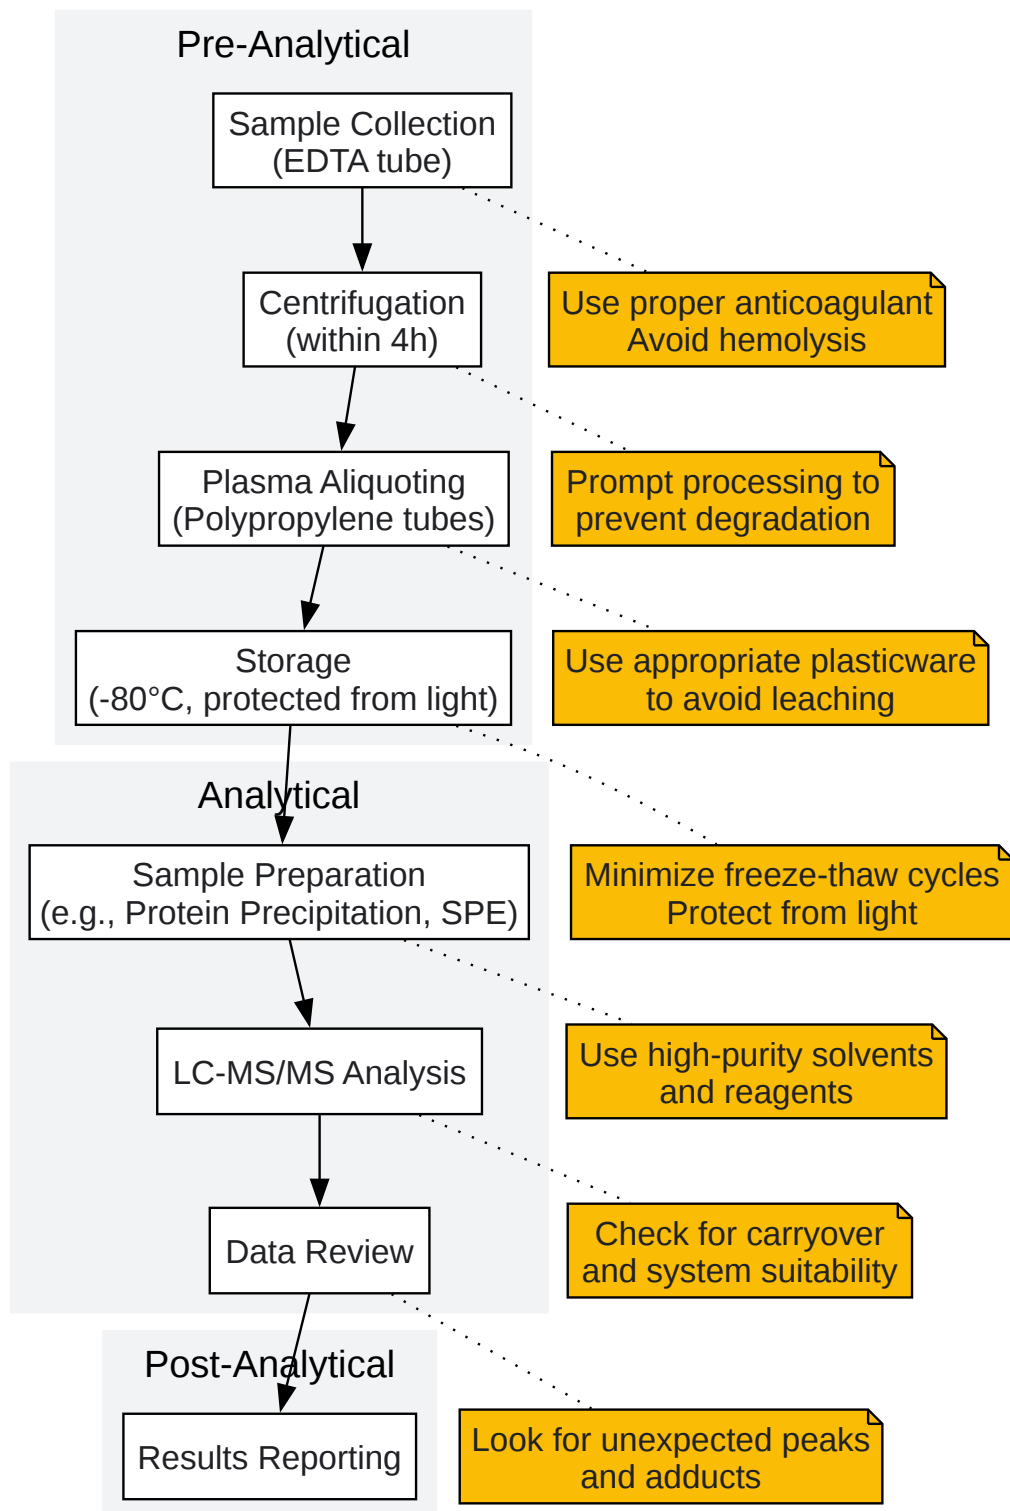 Pre-Analytical
Sample Collection
(EDTA tube)
Centrifugation
(within 4h)
Use proper anticoagulant
Avoid hemolysis
Plasma Aliquoting
(Polypropylene tubes)
Prompt processing to
prevent degradation
Storage
(-80°C, protected from light)
Use appropriate plasticware
to avoid leaching
Analytical
Sample Preparation
(e.g., Protein Precipitation, SPE)
Minimize freeze-thaw cycles
Protect from light
LC-MS/MS Analysis
Use high-purity solvents
and reagents
Data Review
Check for carryover
and system suitability
Post-Analytical
Results Reporting
Look for unexpected peaks
and adducts